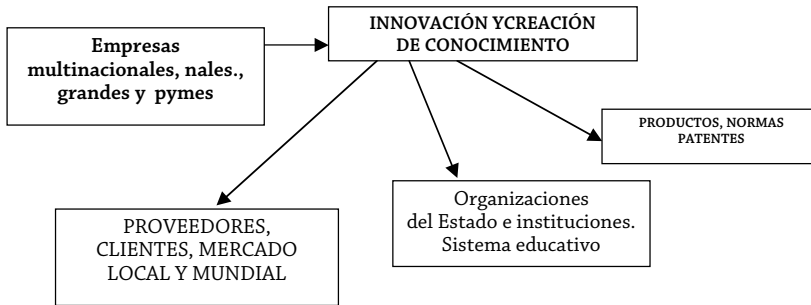 INNOVACIÓN YCREACIÓN
DE CONOCIMIENTO
Empresas
multinacionales, nales.,
grandes y pymes
PRODUCTOS, NORMAS
PATENTES
Organizaciones
del Estado e instituciones.
Sistema educativo
PROVEEDORES,
CLIENTES, MERCADO
LOCAL Y MUNDIAL